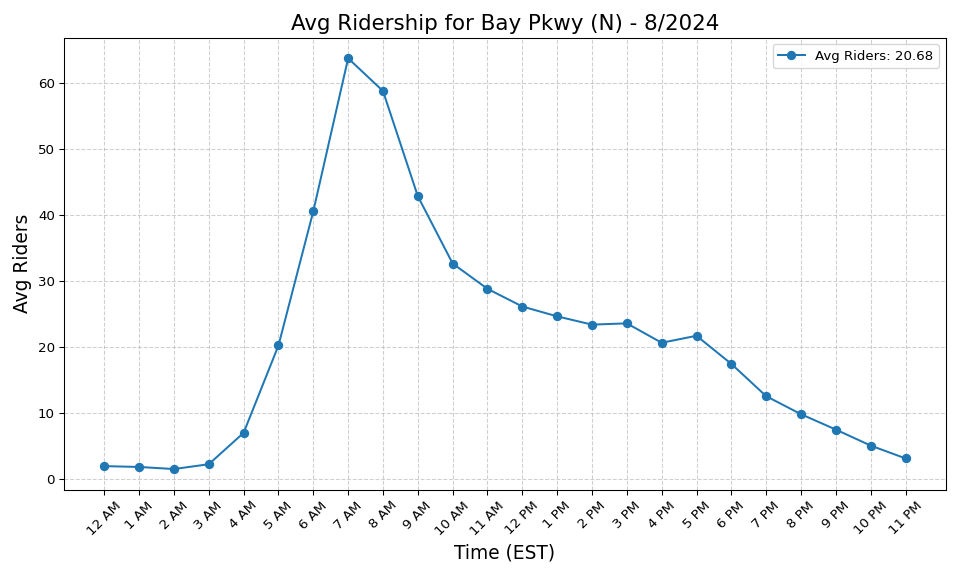 Avg Ridership for Bay Pkwy (N) - 8/2024
Avg Riders: 20.68
Avg Riders
60
50
40
30
20
10
0
12 AM
1 AM
2 AM
3 AM
4 AM
5 AM
6 AM
7 AM
8 AM
9 AM
10 AM
11 AM
12 PM
1 PM
2 PM
3 PM
4 PM
5 PM
6 PM
7 PM
8 PM
9 PM
10 PM
11 PM
Time (EST)